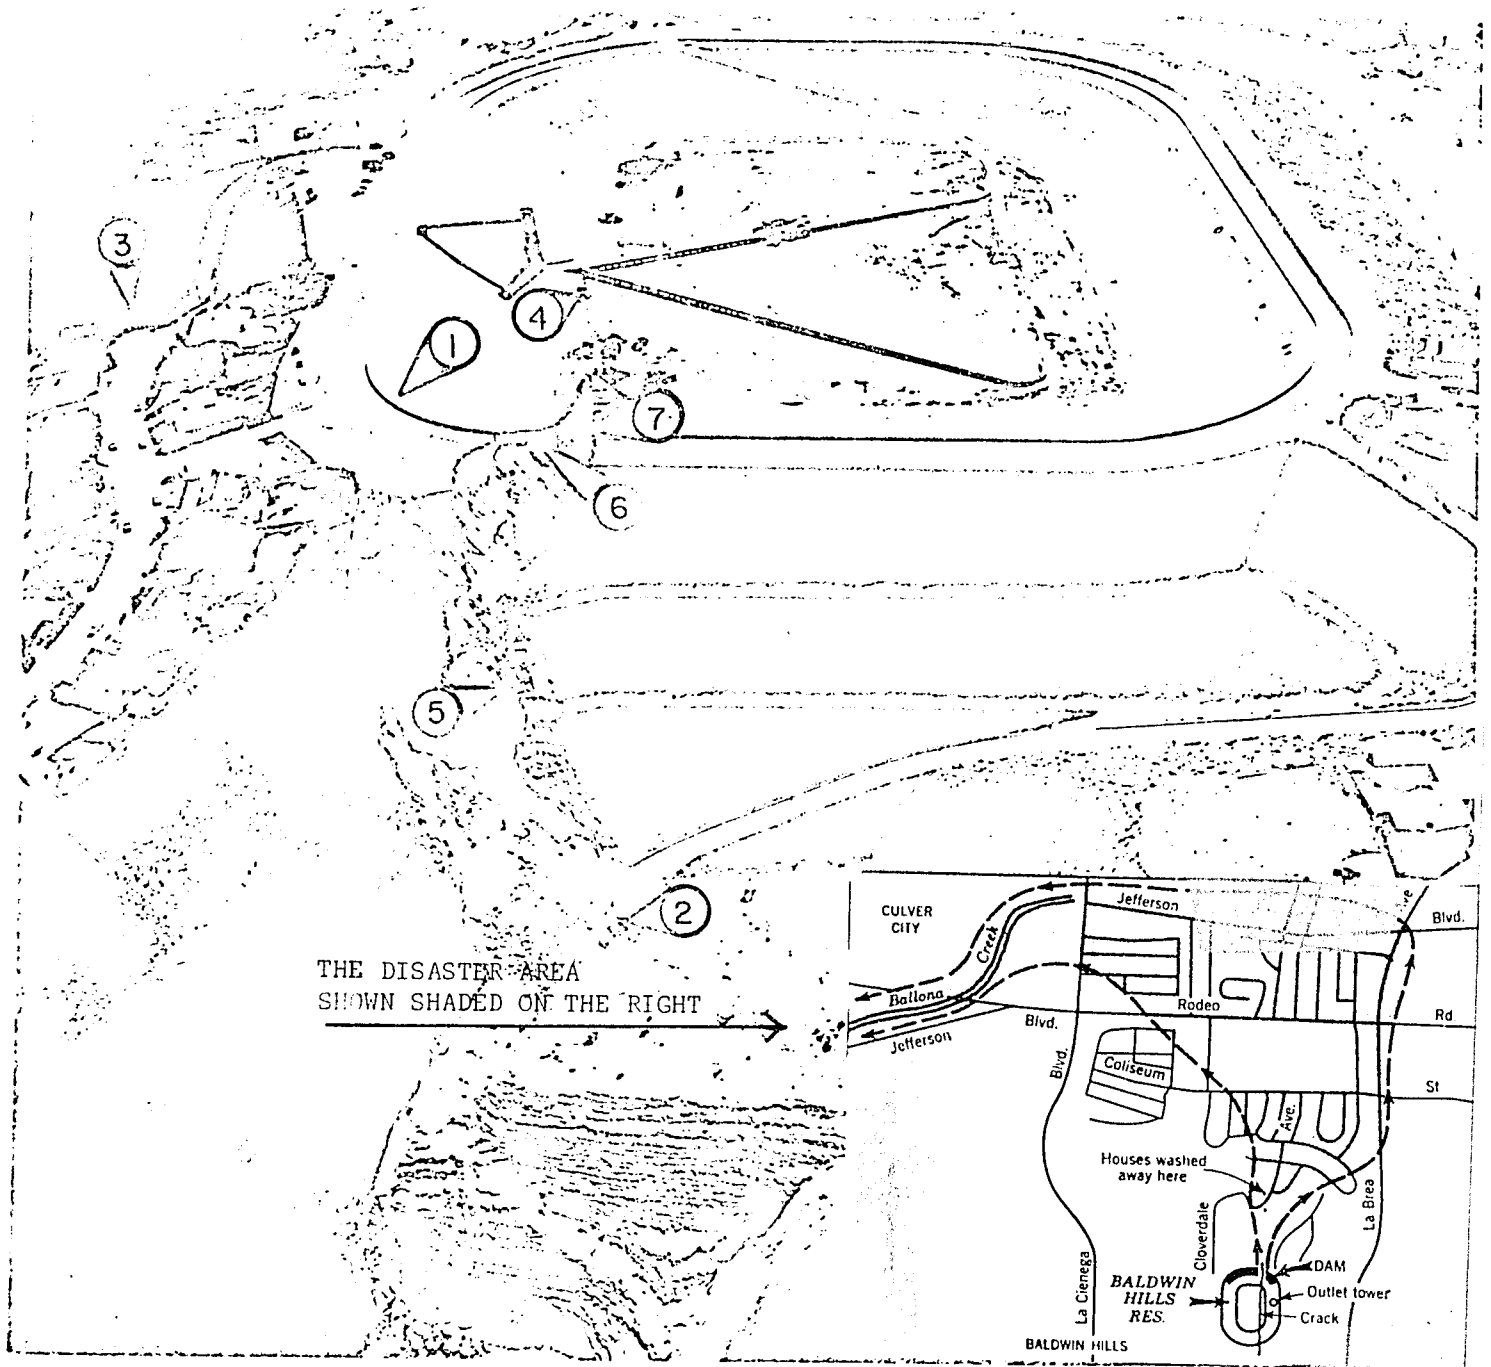 3
4
1
7
6
5
2
THE DISASTER AREA
SHOWN SHADED ON THE RIGHT
CULVER
CITY
Jefferson
Blvd.
Creek
Ballona
Jefferson
Blvd.
Rodeo
Rd
Blvd.
Coliseum
St
Ave.
Houses washed
away here
La Brea
Cloverdale
La Cienega
DAM
BALDWIN
HILLS
RES.
Outlet tower
Crack
BALDWIN HILLS